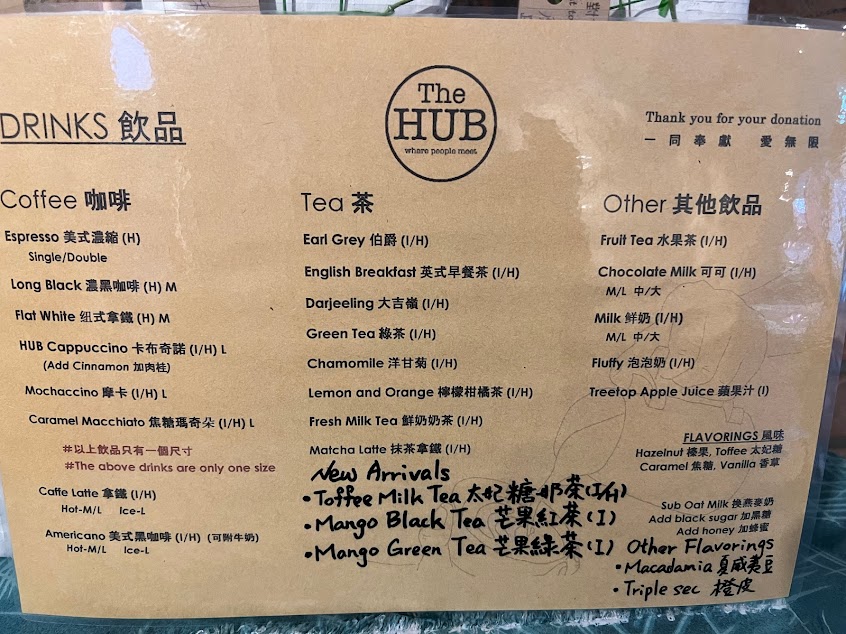 The
HUB
where people meet
Thank you for your donation
一同奉獻 愛無限
DRINKS 飲品
Coffee 咖啡
Espresso 美式濃縮 (H)
Single/Double
Long Black 濃黑咖啡 (H) M
Flat White 纽式拿鐵 (H) M
HUB Cappuccino 卡布奇諾 (I/H) L
(Add Cinnamon 加肉桂)
Mochaccino 摩卡 (I/H) L
Caramel Macchiato 焦糖瑪奇朵 (I/H) L
#以上飲品只有一個尺寸
#The above drinks are only one size
Caffe Latte 拿鐵 (I/H)
Hot-M/L Ice-L
Americano 美式黑咖啡 (I/H) (可附牛奶)
Hot-M/L Ice-L
Tea 茶
Earl Grey 伯爵 (I/H)
English Breakfast 英式早餐茶 (I/H)
Darjeeling 大吉嶺 (I/H)
Green Tea 綠茶 (I/H)
Chamomile 洋甘菊 (I/H)
Lemon and Orange 檸檬柑橘茶 (I/H)
Fresh Milk Tea 鮮奶奶茶 (I/H)
Matcha Latte 抹茶拿鐵 (I/H)
New Arrivals
• Toffee Milk Tea 太妃糖奶茶 (I/H)
• Mango Black Tea 芒果紅茶 (I)
• Mango Green Tea 芒果綠茶 (I)
Other 其他飲品
Fruit Tea 水果茶 (I/H)
Chocolate Milk 可可 (I/H)
M/L 中/大
Milk 鮮奶 (I/H)
M/L 中/大
Fluffy 泡泡奶 (I/H)
Treetop Apple Juice 蘋果汁 (I)
FLAVORINGS 風味
Hazelnut 榛果, Toffee 太妃糖
Caramel 焦糖, Vanilla 香草
Sub Oat Milk 換燕麥奶
Add black sugar 加黑糖
Add honey 加蜂蜜
Other Flavorings
• Macadamia 夏威夷豆
• Triple sec 橙皮